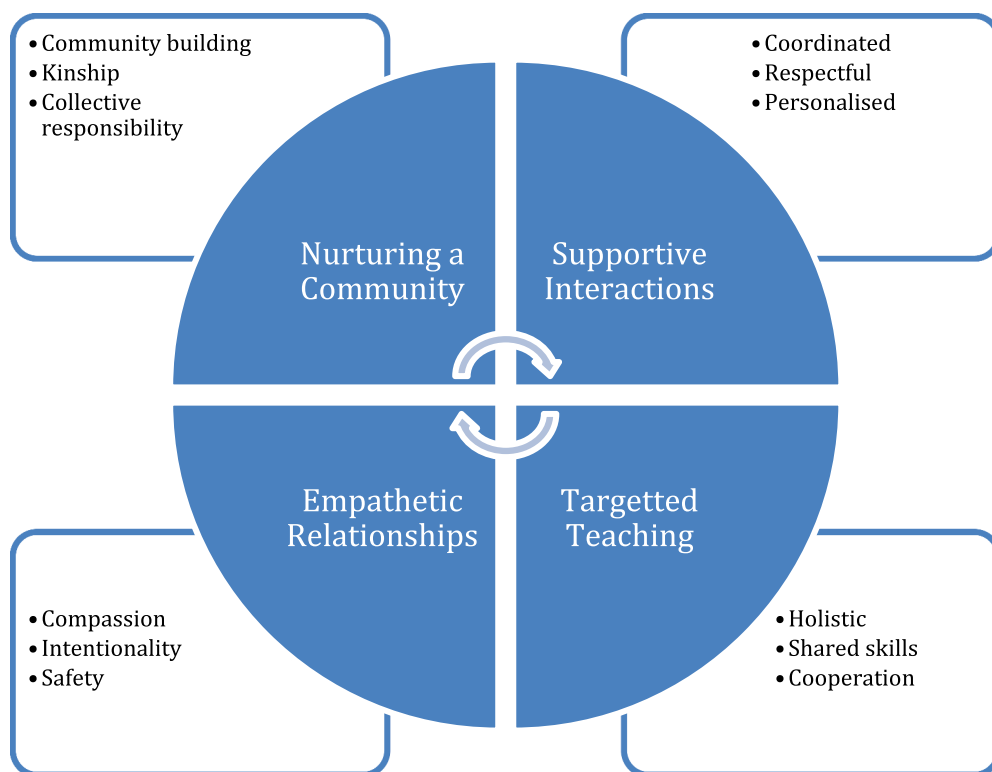 • Community building
• Kinship
• Collective
responsibility
• Coordinated
• Respectful
• Personalised
Nurturing a
Community
Supportive
Interactions
Empathetic
Relationships
Targetted
Teaching
• Compassion
• Intentionality
• Safety
• Holistic
• Shared skills
• Cooperation